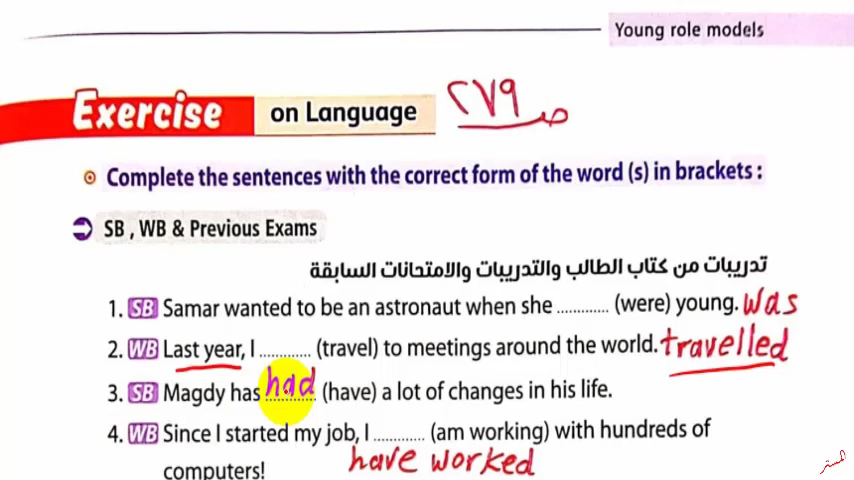 Young role models
Exercise on Language ص ٢٧٩
Complete the sentences with the correct form of the word (s) in brackets :
SB , WB & Previous Exams
تدريبات من كتاب الطالب والتدريبات والامتحانات السابقة
1. SB Samar wanted to be an astronaut when she ............ (were) young. was
2. WB Last year, I ............ (travel) to meetings around the world. travelled
3. SB Magdy has had (have) a lot of changes in his life.
4. WB Since I started my job, I ............ (am working) with hundreds of
computers! have worked